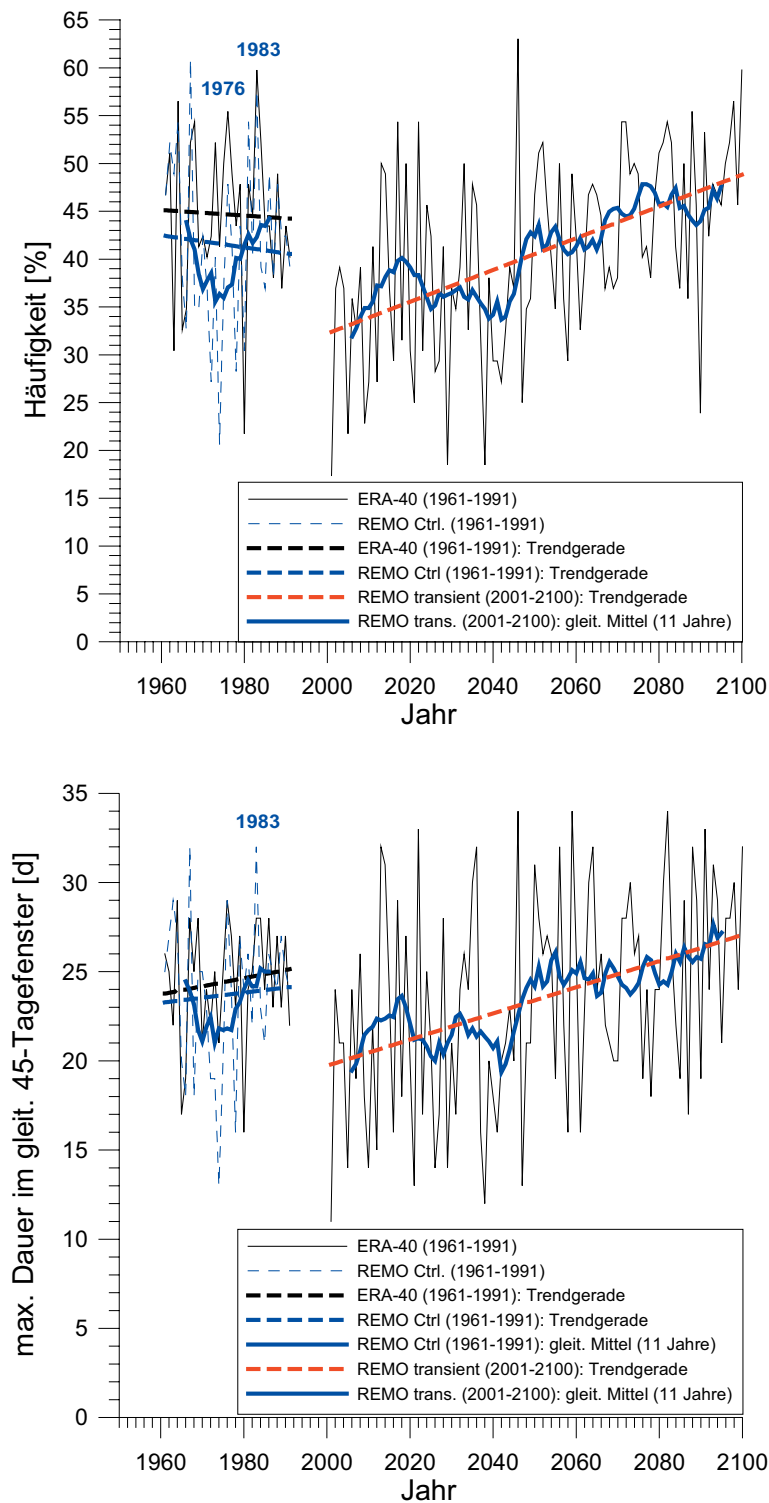 65
60
55
50
45
40
35
30
25
20
15
10
5
0
Häufigkeit [%]
1983
1976
ERA-40 (1961-1991)
REMO Ctrl. (1961-1991)
ERA-40 (1961-1991): Trendgerade
REMO Ctrl (1961-1991): Trendgerade
REMO transient (2001-2100): Trendgerade
REMO trans. (2001-2100): gleit. Mittel (11 Jahre)
1960 1980 2000 2020 2040 2060 2080 2100
Jahr
35
30
25
20
15
10
5
0
max. Dauer im gleit. 45-Tagefenster [d]
1983
ERA-40 (1961-1991)
REMO Ctrl. (1961-1991)
ERA-40 (1961-1991): Trendgerade
REMO Ctrl (1961-1991): Trendgerade
REMO Ctrl (1961-1991): gleit. Mittel (11 Jahre)
REMO transient (2001-2100): Trendgerade
REMO trans. (2001-2100): gleit. Mittel (11 Jahre)
1960 1980 2000 2020 2040 2060 2080 2100
Jahr